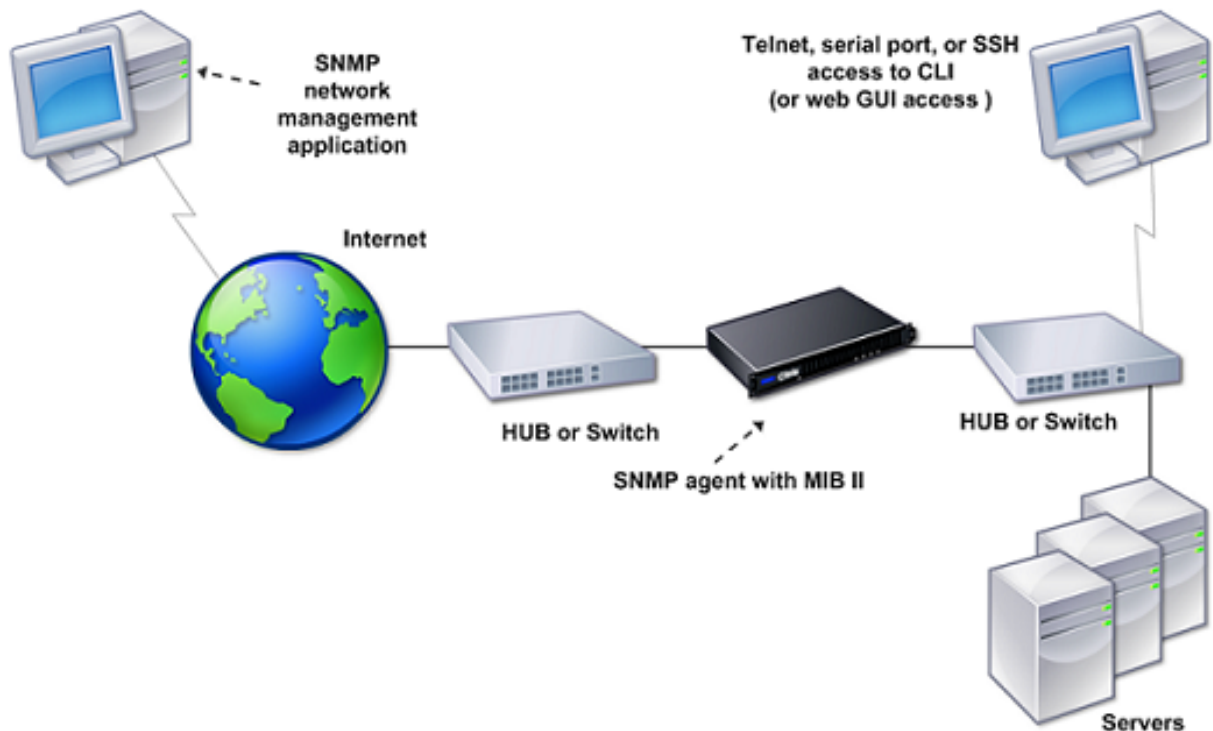 SNMP
network
management
application
Telnet, serial port, or SSH
access to CLI
(or web GUI access )
Internet
HUB or Switch
SNMP agent with MIB II
HUB or Switch
Servers